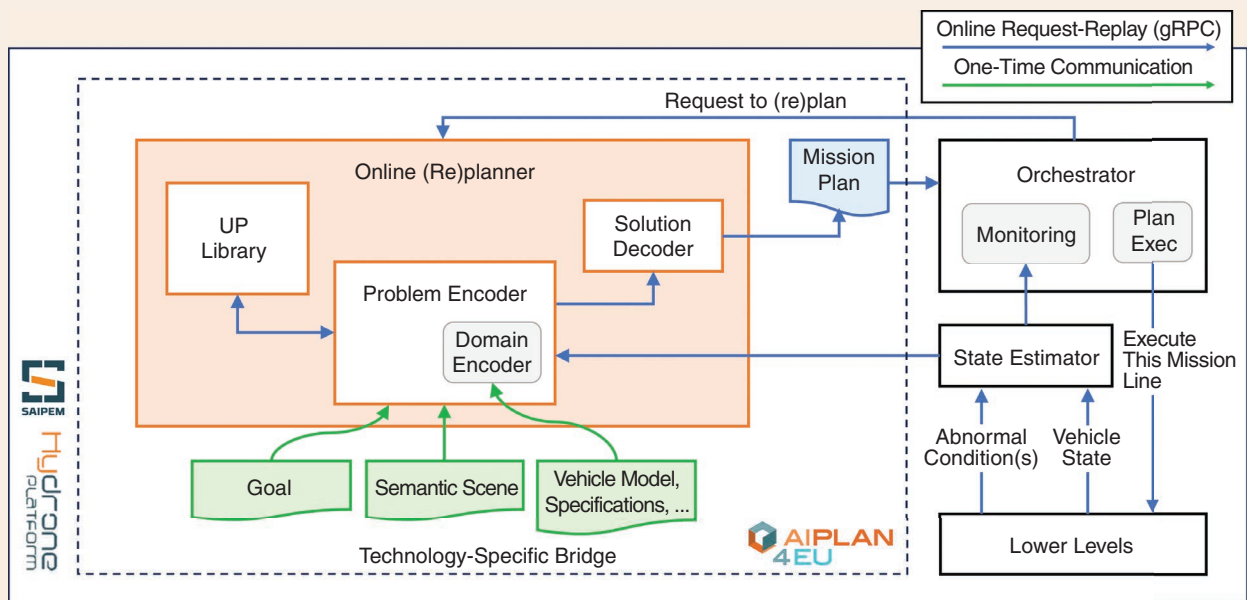 Online Request-Replay (gRPC)
One-Time Communication
Request to (re)plan
Online (Re)planner
Mission
Plan
Orchestrator
UP
Library
Solution
Decoder
Monitoring
Plan
Exec
Problem Encoder
Domain
Encoder
State Estimator
Execute
This Mission
Line
SAIPEM
Hydrone
PLATFORM
Abnormal
Condition(s)
Vehicle
State
Goal
Semantic Scene
Vehicle Model,
Specifications, ...
Technology-Specific Bridge
AIPLAN
4EU
Lower Levels